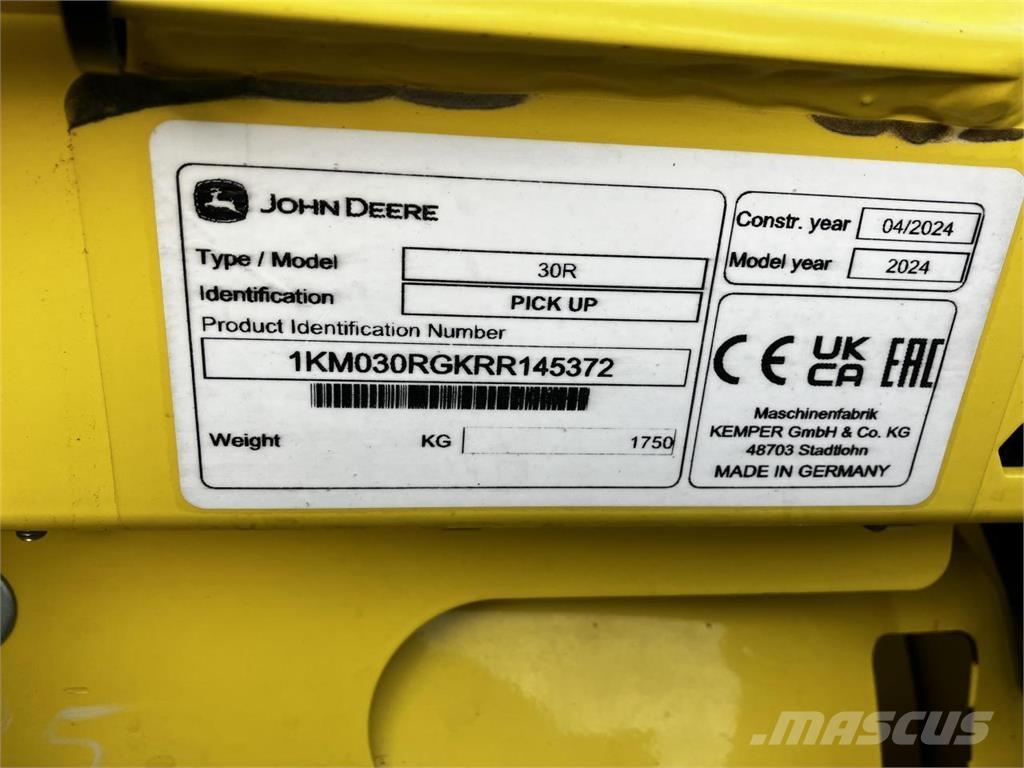 JOHN DEERE
Type / Model 30R
Identification PICK UP
Product Identification Number
1KM030RGKRR145372
Weight KG 1750
Constr. year 04/2024
Model year 2024
CE UK CA EAC
Maschinenfabrik
KEMPER GmbH & Co. KG
48703 Stadtlohn
MADE IN GERMANY
MASCUS